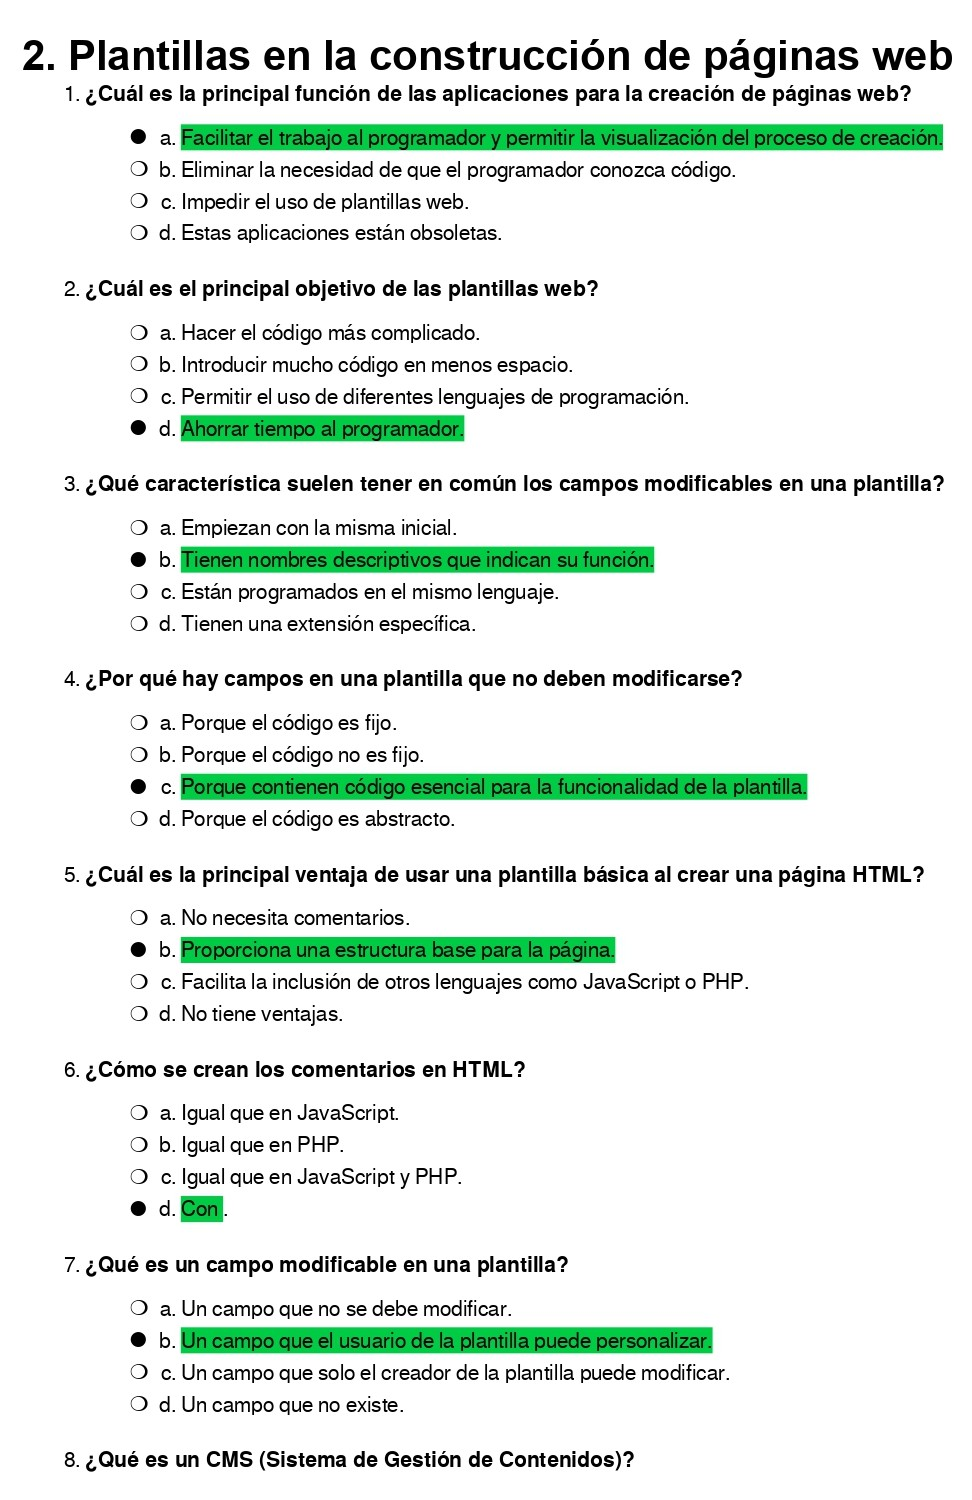 2. Plantillas en la construcción de páginas web
1. ¿Cuál es la principal función de las aplicaciones para la creación de páginas web?
a. Facilitar el trabajo al programador y permitir la visualización del proceso de creación.
b. Eliminar la necesidad de que el programador conozca código.
c. Impedir el uso de plantillas web.
d. Estas aplicaciones están obsoletas.
2. ¿Cuál es el principal objetivo de las plantillas web?
a. Hacer el código más complicado.
b. Introducir mucho código en menos espacio.
c. Permitir el uso de diferentes lenguajes de programación.
d. Ahorrar tiempo al programador.
3. ¿Qué característica suelen tener en común los campos modificables en una plantilla?
a. Empiezan con la misma inicial.
b. Tienen nombres descriptivos que indican su función.
c. Están programados en el mismo lenguaje.
d. Tienen una extensión específica.
4. ¿Por qué hay campos en una plantilla que no deben modificarse?
a. Porque el código es fijo.
b. Porque el código no es fijo.
c. Porque contienen código esencial para la funcionalidad de la plantilla.
d. Porque el código es abstracto.
5. ¿Cuál es la principal ventaja de usar una plantilla básica al crear una página HTML?
a. No necesita comentarios.
b. Proporciona una estructura base para la página.
c. Facilita la inclusión de otros lenguajes como JavaScript o PHP.
d. No tiene ventajas.
6. ¿Cómo se crean los comentarios en HTML?
a. Igual que en JavaScript.
b. Igual que en PHP.
c. Igual que en JavaScript y PHP.
d. Con .
7. ¿Qué es un campo modificable en una plantilla?
a. Un campo que no se debe modificar.
b. Un campo que el usuario de la plantilla puede personalizar.
c. Un campo que solo el creador de la plantilla puede modificar.
d. Un campo que no existe.
8. ¿Qué es un CMS (Sistema de Gestión de Contenidos)?